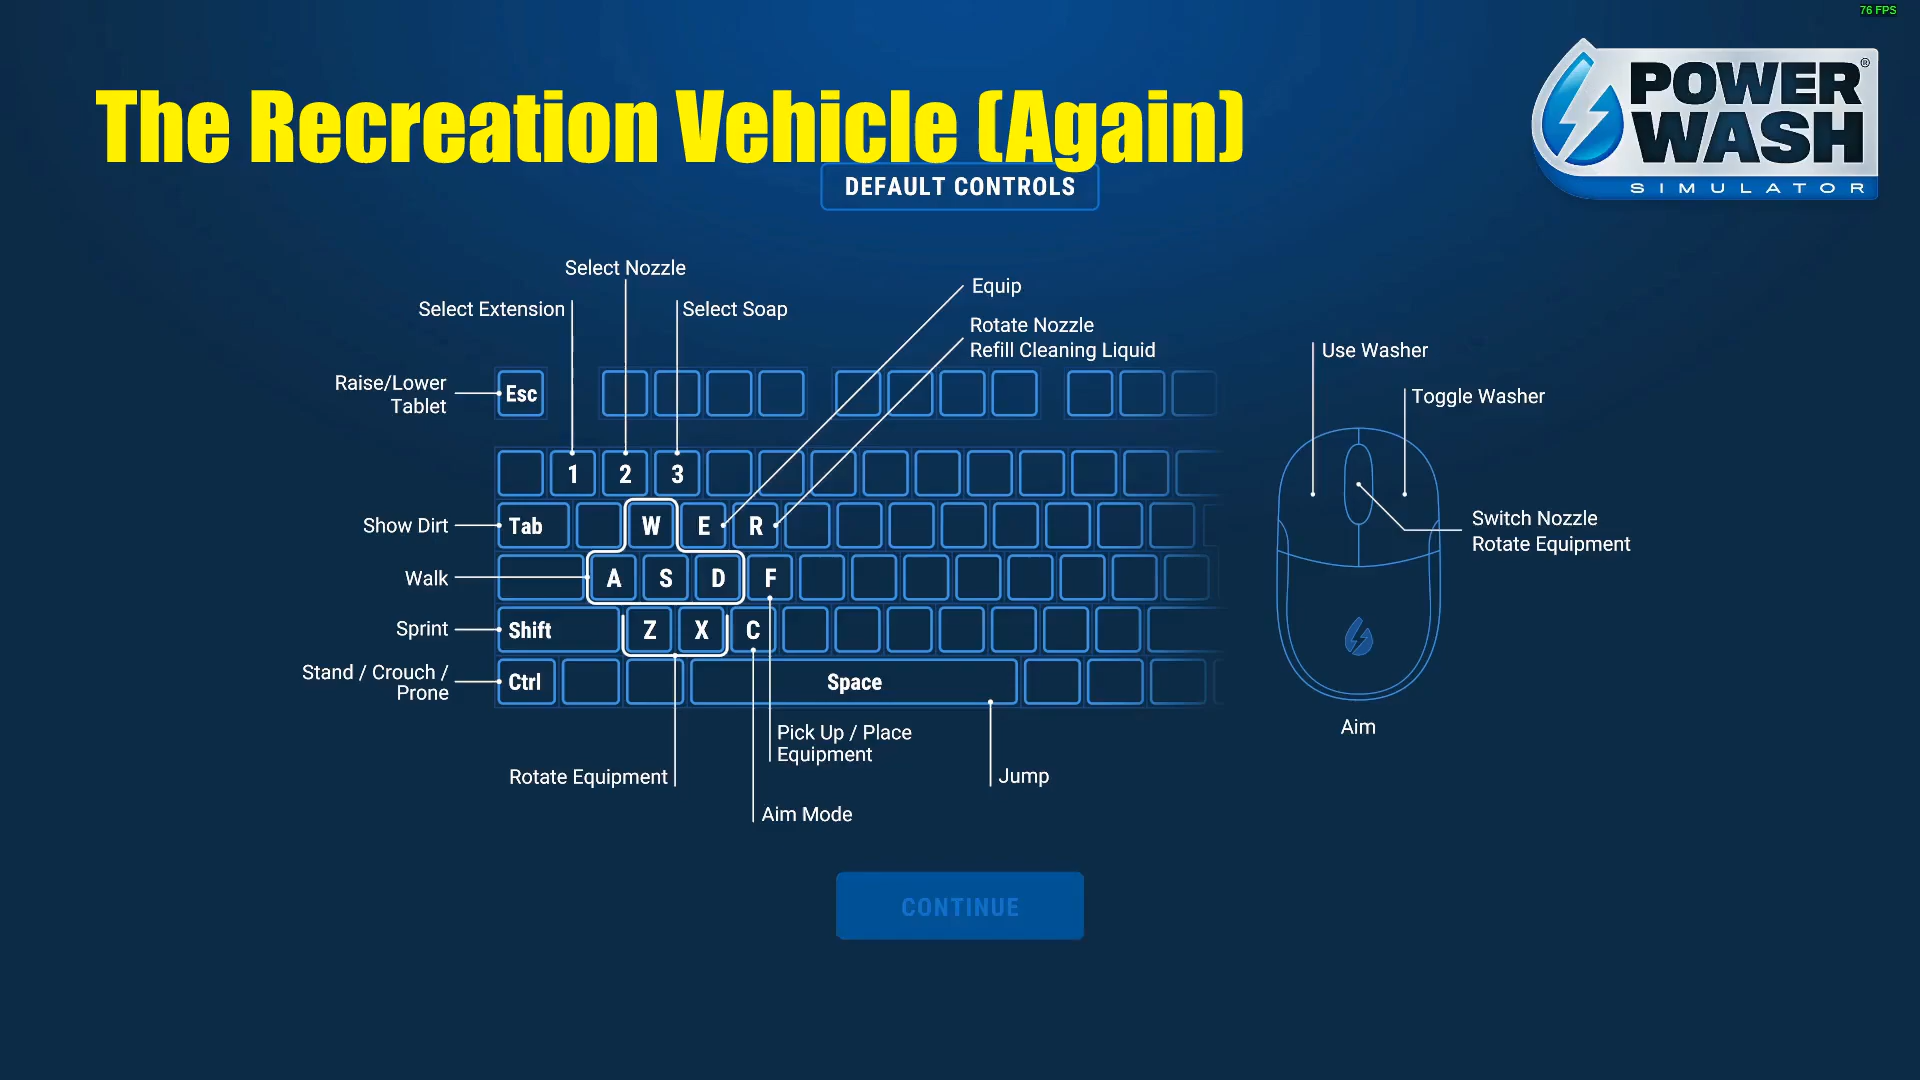 76 FPS
The Recreation Vehicle (Again)
POWER®
WASH
SIMULATOR
DEFAULT CONTROLS
Select Nozzle
Select Extension
Select Soap
Equip
Rotate Nozzle
Refill Cleaning Liquid
Use Washer
Toggle Washer
Raise/Lower
Tablet
Esc
1 2 3
Show Dirt
Tab W E R
Switch Nozzle
Rotate Equipment
Walk
A S D F
Sprint
Shift Z X C
Stand / Crouch /
Prone
Ctrl Space
Aim
Pick Up / Place
Equipment
Rotate Equipment
Jump
Aim Mode
CONTINUE